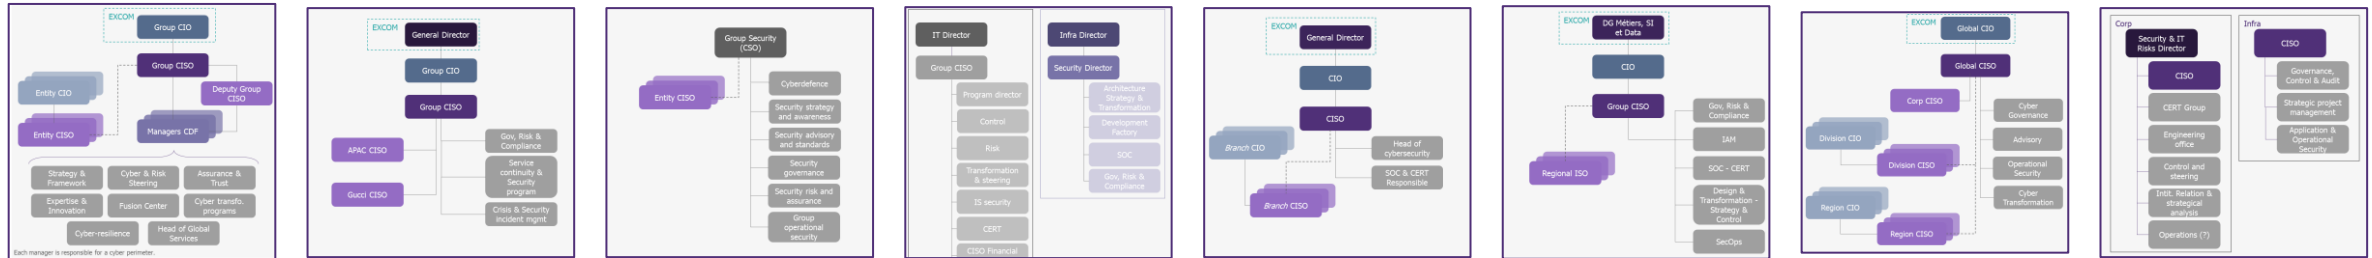 EXCOM
Group CIO
Group CISO
Entity CIO
Deputy Group
CISO
Entity CISO
Managers CDF
Strategy &
Framework
Cyber & Risk
Steering
Assurance &
Trust
Expertise &
Innovation
Fusion Center
Cyber transfo.
programs
Cyber-resilience
Head of Global
Services
Each manager is responsible for a cyber perimeter.
EXCOM
General Director
Group CIO
Group CISO
APAC CISO
Gucci CISO
Gov, Risk &
Compliance
Service
continuity &
Security
program
Crisis & Security
incident mgmt
Group Security
(CSO)
Entity CISO
Cyberdefence
Security strategy
and awareness
Security advisory
and standards
Security
governance
Security risk and
assurance
Group
operational
security
IT Director
Group CISO
Program director
Control
Risk
Transformation
& steering
IS security
CERT
CISO Financial
Infra Director
Security Director
Architecture
Strategy &
Transformation
Development
Factory
SOC
Gov, Risk &
Compliance
EXCOM
General Director
CIO
CISO
Branch CIO
Branch CISO
Head of
cybersecurity
SOC & CERT
Responsible
EXCOM
DG Métiers, SI
et Data
CIO
Group CISO
Regional ISO
Gov, Risk &
Compliance
IAM
SOC - CERT
Design &
Transformation -
Strategy &
Control
SecOps
EXCOM
Global CIO
Global CISO
Corp CISO
Division CIO
Division CISO
Region CIO
Region CISO
Cyber
Governance
Advisory
Operational
Security
Cyber
Transformation
Corp
Security & IT
Risks Director
CISO
CERT Group
Engineering
office
Control and
steering
Intit. Relation &
strategical
analysis
Operations (?)
Infra
CISO
Governance,
Control & Audit
Strategic project
management
Application &
Operational
Security